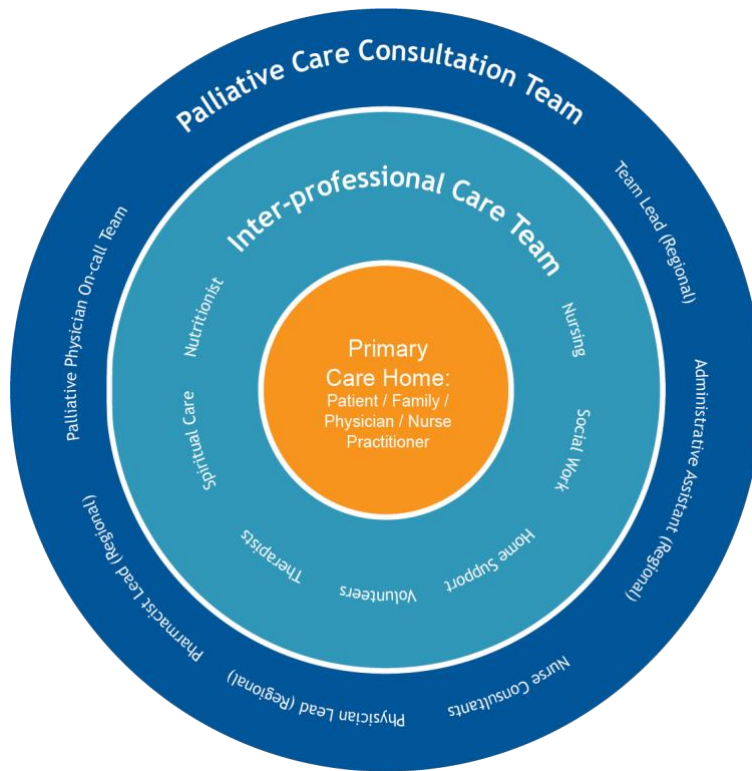 Palliative Care Consultation Team
Team Lead (Regional)
Administrative Assistant (Regional)
Nurse Consultants
Physician Lead (Regional)
Pharmacist Lead (Regional)
Palliative Physician On-call Team
Inter-professional Care Team
Nursing
Social Work
Home Support
Volunteers
Therapists
Spiritual Care
Nutritionist
Primary
Care Home:
Patient / Family /
Physician / Nurse
Practitioner